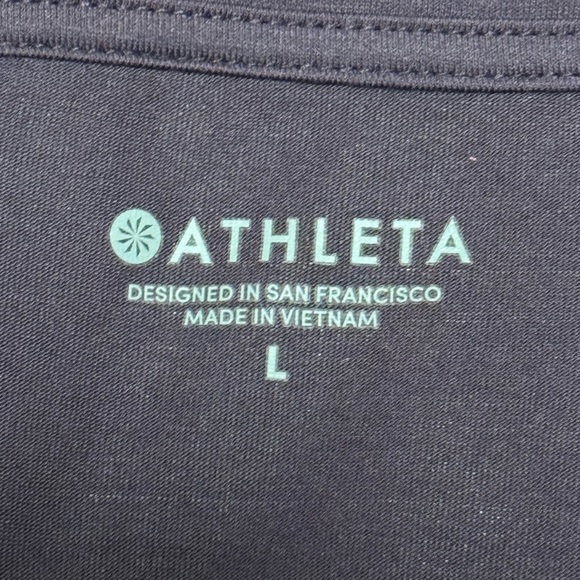 ATHLETA
DESIGNED IN SAN FRANCISCO
MADE IN VIETNAM
L